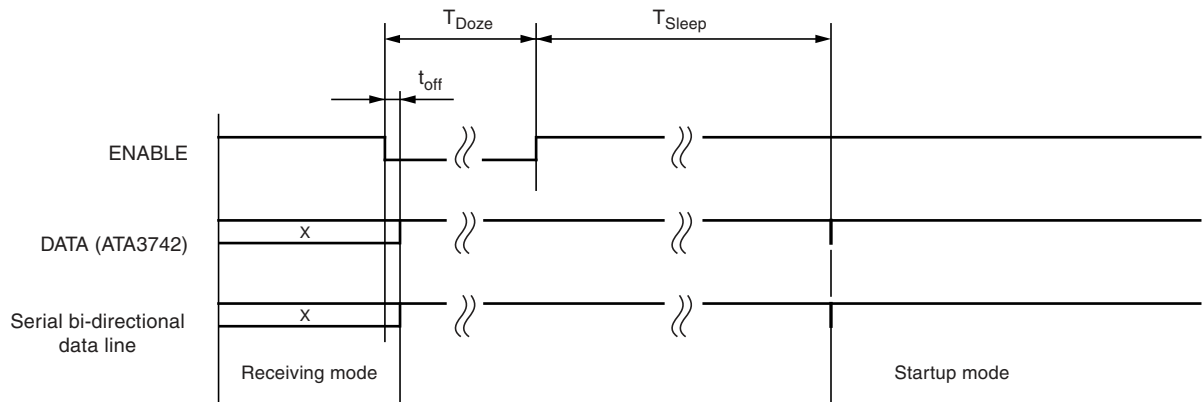 T_Doze T_Sleep
t_off
ENABLE
DATA (ATA3742) X
Serial bi-directional X
data line
Receiving mode Startup mode